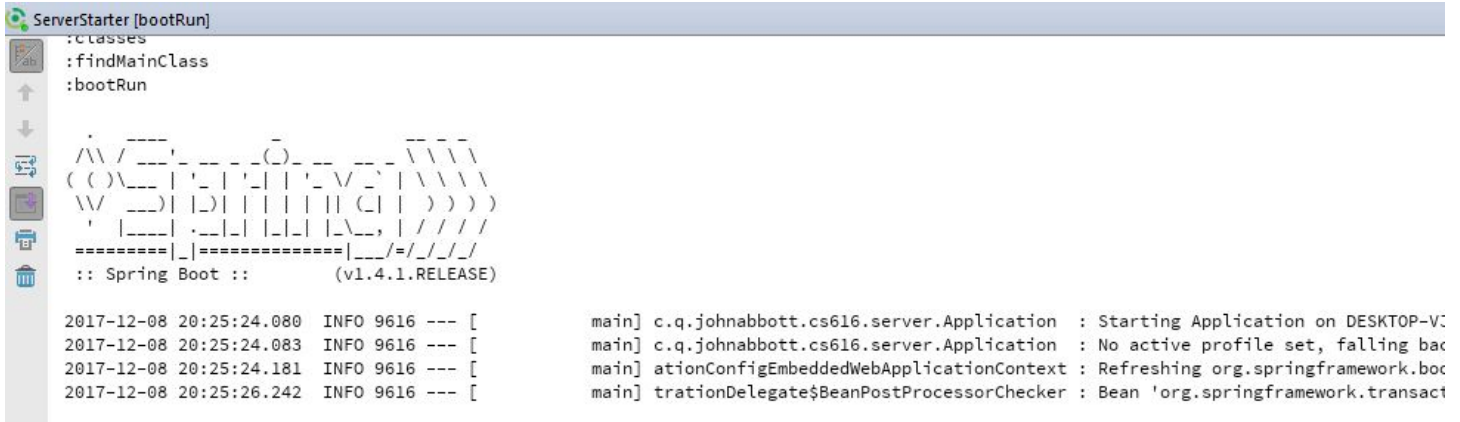 ServerStarter [bootRun]
:classes
:findMainClass
:bootRun
  .   ____          _            __ _ _
 /\\ / ___'_ __ _ _(_)_ __  __ _ \ \ \ \
( ( )\___ | '_ | '_| | '_ \/ _` | \ \ \ \
 \\/  ___)| |_)| | | | | || (_| |  ) ) ) )
  '  |____| .__|_| |_|_| |_\__, | / / / /
 =========|_|==============|___/=/_/_/_/
 :: Spring Boot ::        (v1.4.1.RELEASE)
2017-12-08 20:25:24.080  INFO 9616 --- [           main] c.q.johnabbott.cs616.server.Application  : Starting Application on DESKTOP-VJ
2017-12-08 20:25:24.083  INFO 9616 --- [           main] c.q.johnabbott.cs616.server.Application  : No active profile set, falling bac
2017-12-08 20:25:24.181  INFO 9616 --- [           main] ationConfigEmbeddedWebApplicationContext : Refreshing org.springframework.boo
2017-12-08 20:25:26.242  INFO 9616 --- [           main] trationDelegate$BeanPostProcessorChecker : Bean 'org.springframework.transact